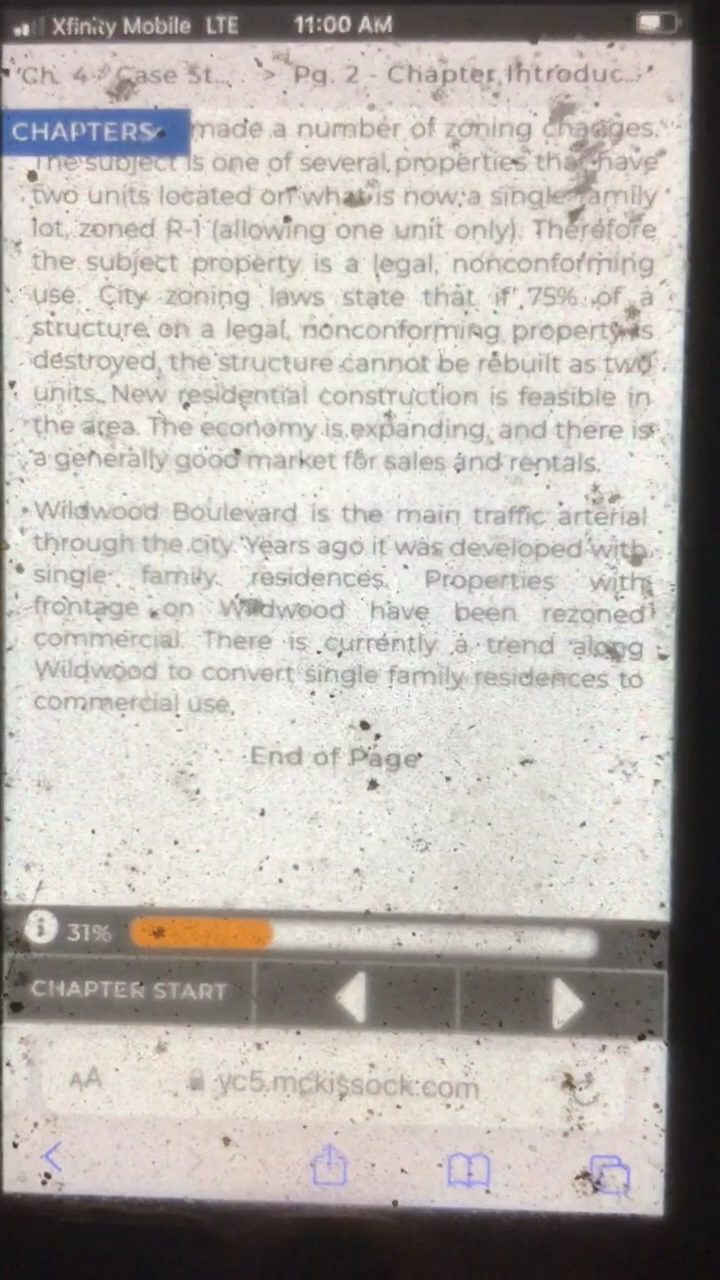 Xfinity Mobile LTE 11:00 AM
Ch. 4 - Case St... > Pg. 2 - Chapter Introduc...
CHAPTERS made a number of zoning changes.
The subject is one of several properties that have
two units located on what is now a single family
lot, zoned R-1 (allowing one unit only). Therefore
the subject property is a legal, nonconforming
use. City zoning laws state that if 75% of a
structure on a legal, nonconforming property is
destroyed, the structure cannot be rebuilt as two
units. New residential construction is feasible in
the area. The economy is expanding, and there is
a generally good market for sales and rentals.
Wildwood Boulevard is the main traffic arterial
through the city. Years ago it was developed with
single family residences. Properties with
frontage on Wildwood have been rezoned
commercial. There is currently a trend along
Wildwood to convert single family residences to
commercial use.
End of Page
31%
CHAPTER START
AA yc5.mckissock.com